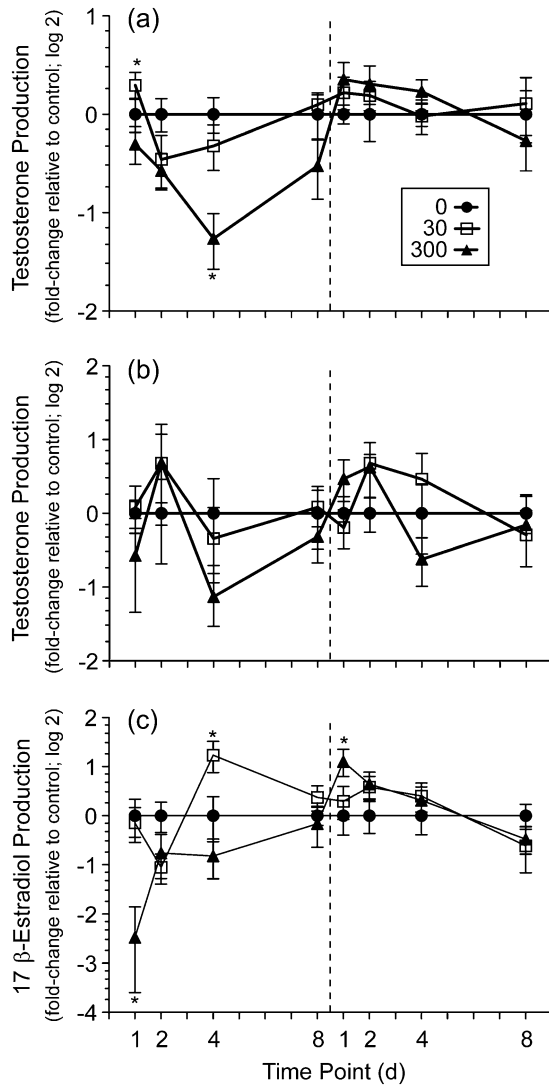 (a)
Testosterone Production
(fold-change relative to control; log 2)
1
0
-1
-2
*
*
0
30
300
(b)
Testosterone Production
(fold-change relative to control; log 2)
2
1
0
-1
-2
(c)
17 β-Estradiol Production
(fold-change relative to control; log 2)
2
1
0
-1
-2
-3
-4
*
*
*
1 2 4 8 1 2 4 8
Time Point (d)